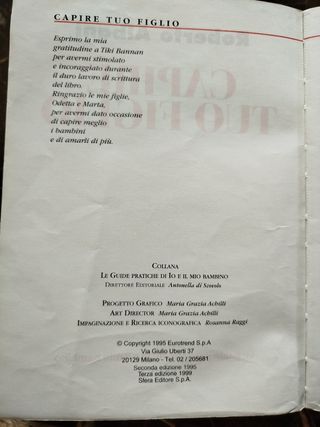 CAPIRE TUO FIGLIO
Esprimo la mia
gratitudine a Tiki Bannan
per avermi stimolato
e incoraggiato durante
il duro lavoro di scrittura
del libro.
Ringrazio le mie figlie,
Odetta e Marta,
per avermi dato occasione
di capire meglio
i bambini
e di amarli di più.
COLLANA
LE GUIDE PRATICHE DI IO E IL MIO BAMBINO
DIRETTORE EDITORIALE Antonella di Scovolo
PROGETTO GRAFICO Maria Grazia Achilli
ART DIRECTOR Maria Grazia Achilli
IMPAGINAZIONE E RICERCA ICONOGRAFICA Rosanna Raggi
© Copyright 1995 Eurotrend S.p.A
Via Giulio Uberti 37
20129 Milano - Tel. 02 / 205681
Seconda edizione 1995
Terza edizione 1999
Sfera Editore S.p.A